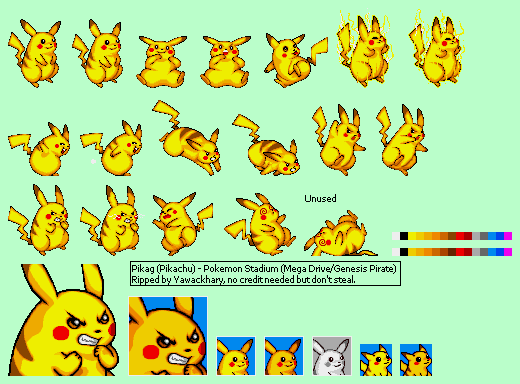 Unused
Pikag (Pikachu) - Pokemon Stadium (Mega Drive/Genesis Pirate)
Ripped by Yawackhary, no credit needed but don't steal.